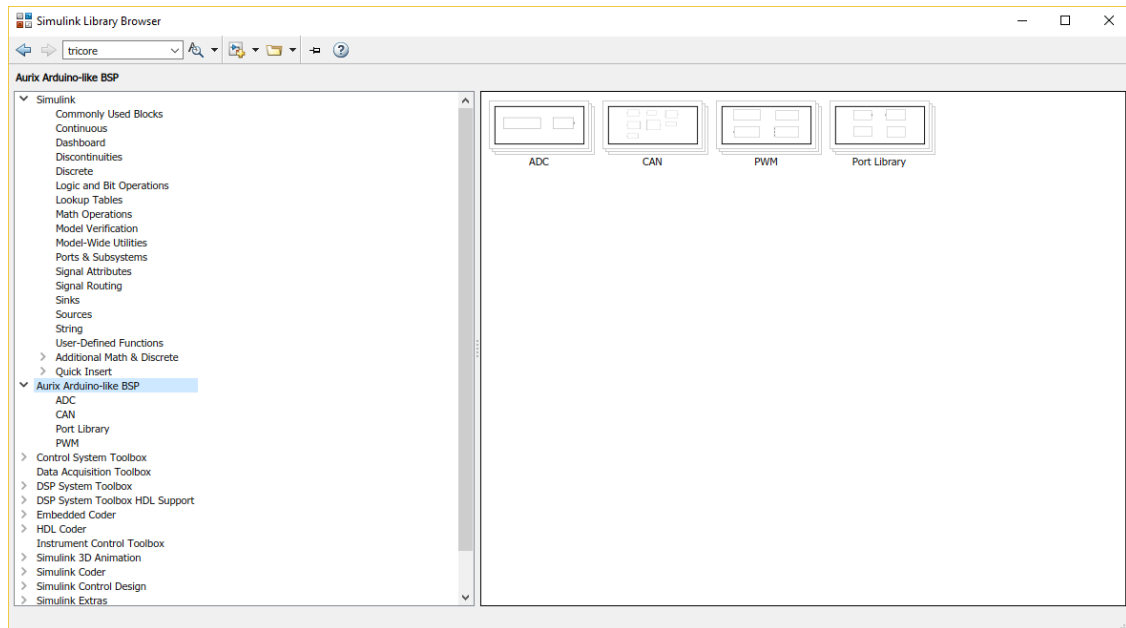 Simulink Library Browser
tricore
Aurix Arduino-like BSP
Simulink
Commonly Used Blocks
Continuous
Dashboard
Discontinuities
Discrete
Logic and Bit Operations
Lookup Tables
Math Operations
Model Verification
Model-Wide Utilities
Ports & Subsystems
Signal Attributes
Signal Routing
Sinks
Sources
String
User-Defined Functions
Additional Math & Discrete
Quick Insert
Aurix Arduino-like BSP
ADC
CAN
Port Library
PWM
Control System Toolbox
Data Acquisition Toolbox
DSP System Toolbox
DSP System Toolbox HDL Support
Embedded Coder
HDL Coder
Instrument Control Toolbox
Simulink 3D Animation
Simulink Coder
Simulink Control Design
Simulink Extras
ADC CAN PWM Port Library